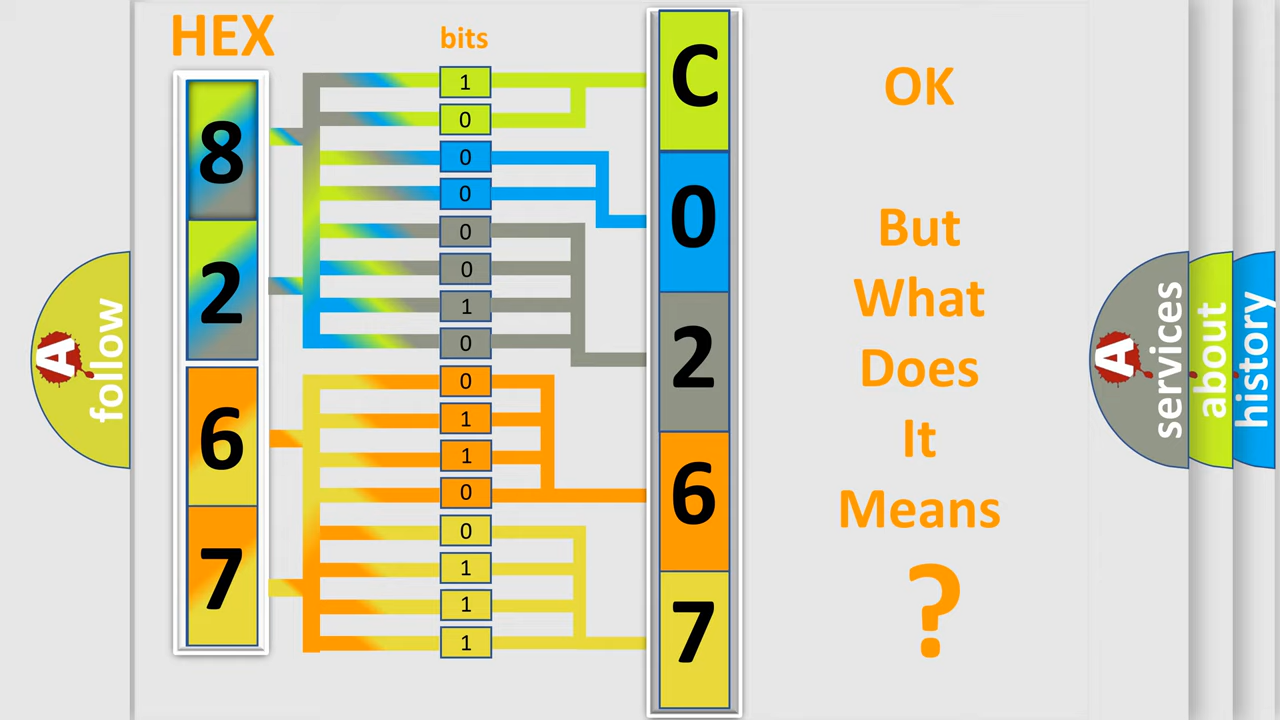 HEX
bits
8
2
6
7
1
0
0
0
0
0
1
0
0
1
1
0
0
1
1
1
C
0
2
6
7
OK
But
What
Does
It
Means
?
A
follow
A
services
about
history